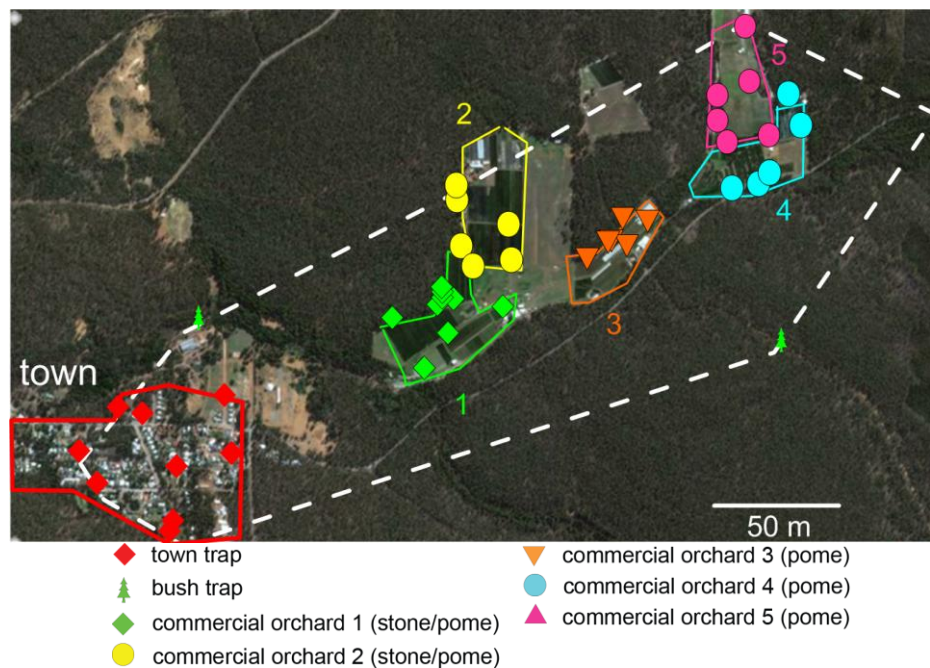 5
2
4
3
town
1
50 m
town trap
bush trap
commercial orchard 1 (stone/pome)
commercial orchard 2 (stone/pome)
commercial orchard 3 (pome)
commercial orchard 4 (pome)
commercial orchard 5 (pome)